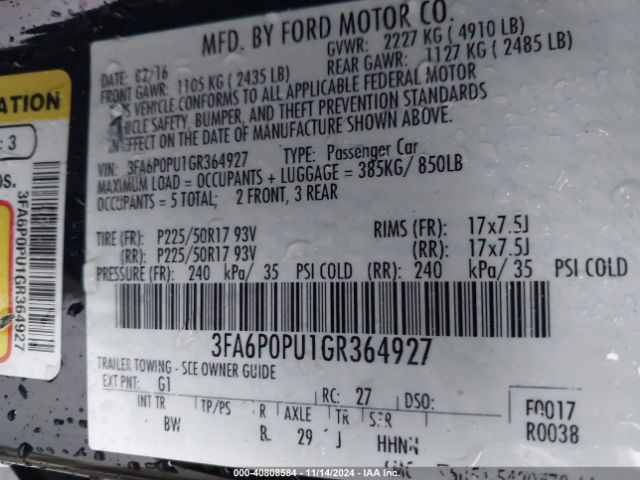 MFD. BY FORD MOTOR CO.
DATE: 02/16 GVWR: 2227 KG ( 4910 LB)
FRONT GAWR: 1105 KG ( 2435 LB) REAR GAWR: 1127 KG ( 2485 LB)
THIS VEHICLE CONFORMS TO ALL APPLICABLE FEDERAL MOTOR
VEHICLE SAFETY, BUMPER, AND THEFT PREVENTION STANDARDS
IN EFFECT ON THE DATE OF MANUFACTURE SHOWN ABOVE.
VIN: 3FA6P0PU1GR364927 TYPE: Passenger Car
MAXIMUM LOAD = OCCUPANTS + LUGGAGE = 385KG/ 850LB
OCCUPANTS = 5 TOTAL; 2 FRONT, 3 REAR
TIRE (FR): P225/50R17 93V RIMS (FR): 17x7.5J
(RR): P225/50R17 93V (RR): 17x7.5J
PRESSURE (FR): 240 kPa/ 35 PSI COLD (RR): 240 kPa/ 35 PSI COLD
3FA6P0PU1GR364927
TRAILER TOWING - SEE OWNER GUIDE
EXT PNT: G1 RC: 27 DSO: F0017
INT TR TP/PS R AXLE TR SPR R0038
BW 29 J HHNN
3FA6P0PU1GR364927
: 3
© - 40808584 - 11/14/2024 - IAAI